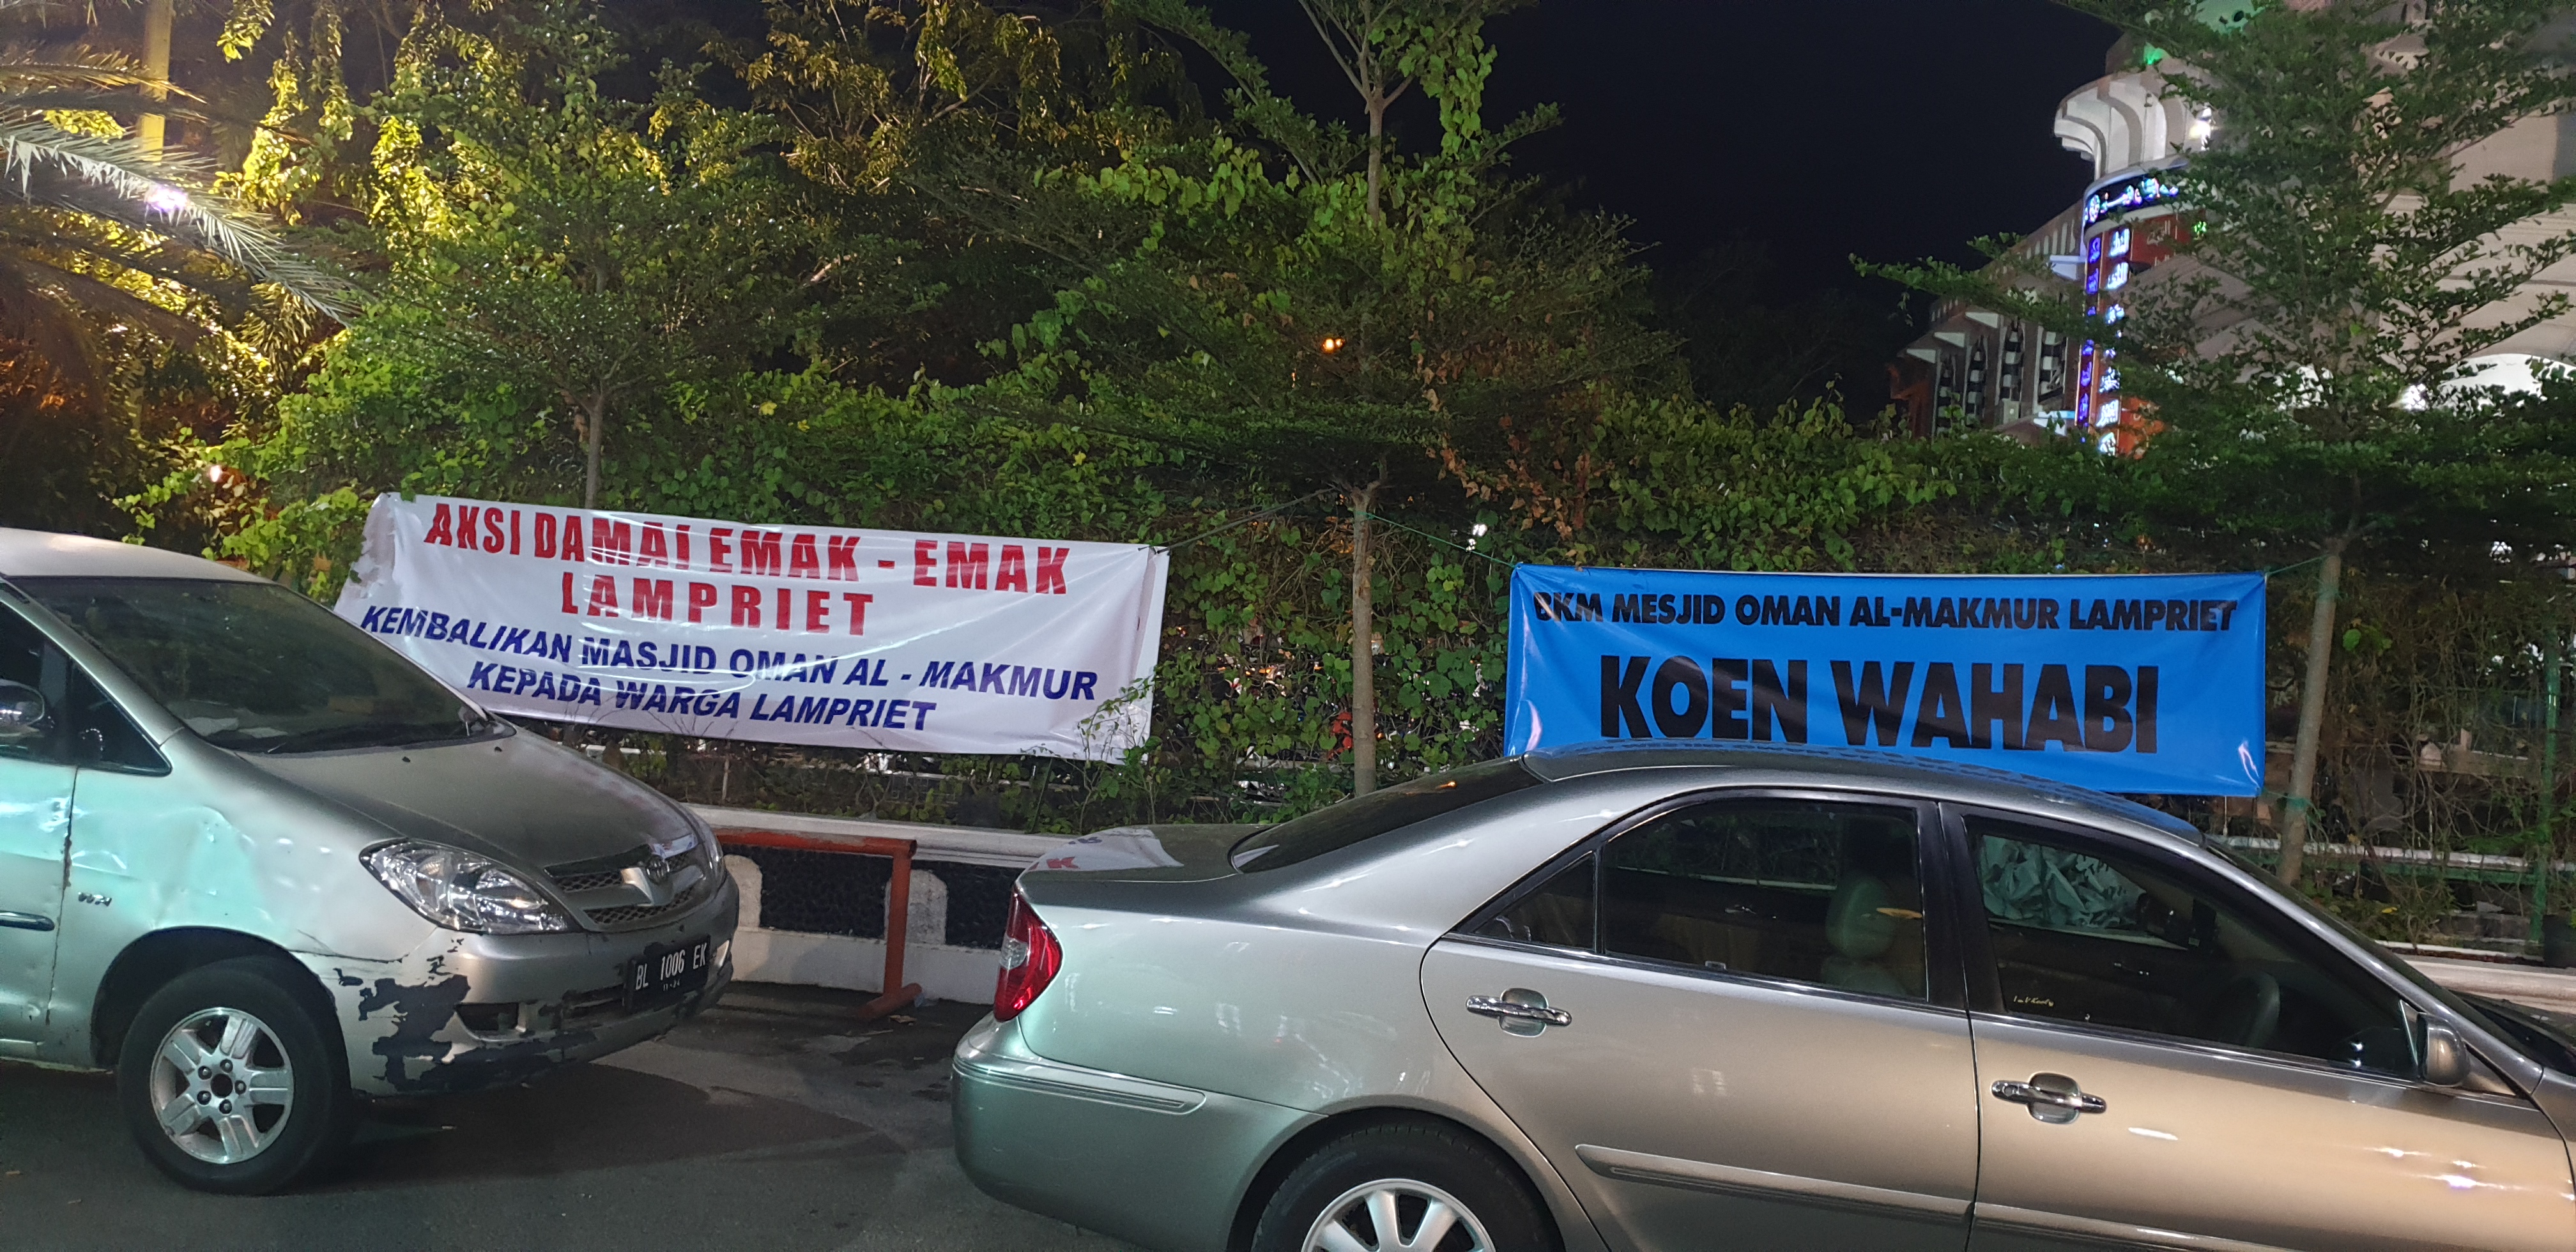 AKSI DAMAI EMAK - EMAK
LAMPRIET
KEMBALIKAN MASJID OMAN AL - MAKMUR
KEPADA WARGA LAMPRIET
BKM MESJID OMAN AL-MAKMUR LAMPRIET
KOEN WAHABI
BL 1006 EK